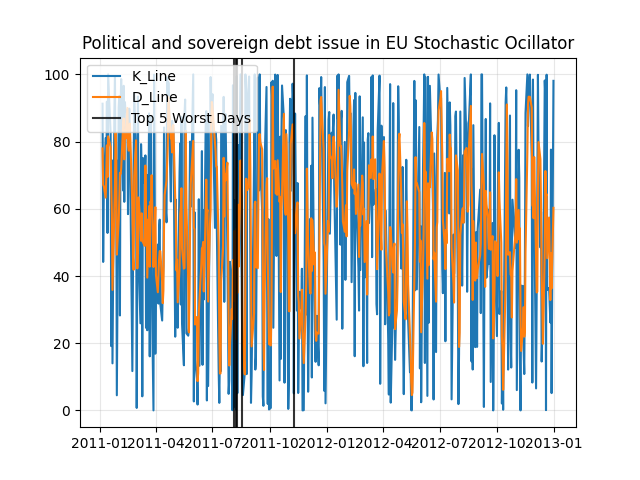 Political and sovereign debt issue in EU Stochastic Ocillator
K_Line
D_Line
Top 5 Worst Days
100
80
60
40
20
0
2011-01 2011-04 2011-07 2011-10 2012-01 2012-04 2012-07 2012-10 2013-01